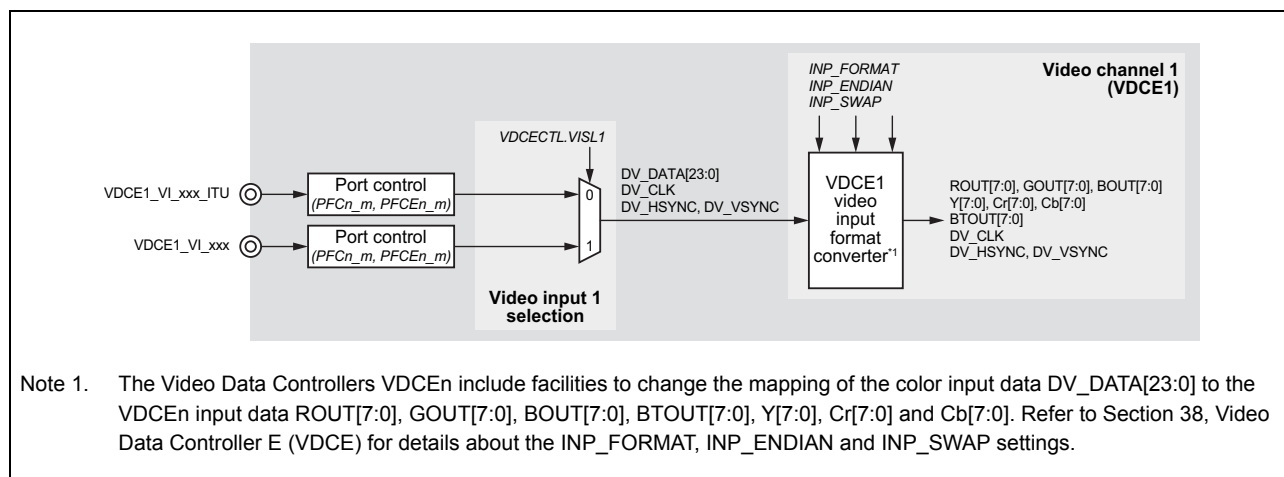 INP_FORMAT
INP_ENDIAN
INP_SWAP
Video channel 1
(VDCE1)
VDCECTL.VISL1
VDCE1_VI_xxx_ITU
Port control
(PFCn_m, PFCEn_m)
0
DV_DATA[23:0]
DV_CLK
DV_HSYNC, DV_VSYNC
VDCE1
video
input
format
converter*1
ROUT[7:0], GOUT[7:0], BOUT[7:0]
Y[7:0], Cr[7:0], Cb[7:0]
BTOUT[7:0]
DV_CLK
DV_HSYNC, DV_VSYNC
VDCE1_VI_xxx
Port control
(PFCn_m, PFCEn_m)
1
Video input 1
selection
Note 1. The Video Data Controllers VDCEn include facilities to change the mapping of the color input data DV_DATA[23:0] to the
VDCEn input data ROUT[7:0], GOUT[7:0], BOUT[7:0], BTOUT[7:0], Y[7:0], Cr[7:0] and Cb[7:0]. Refer to Section 38, Video
Data Controller E (VDCE) for details about the INP_FORMAT, INP_ENDIAN and INP_SWAP settings.